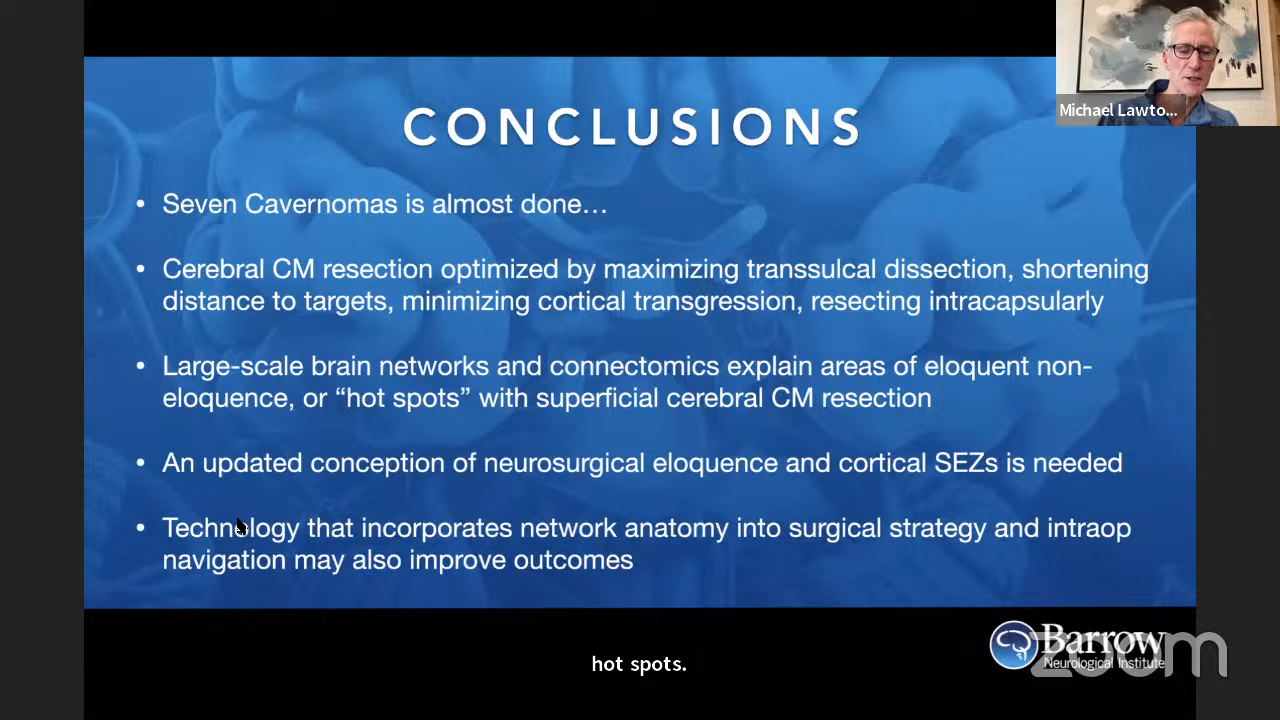 Michael Lawto...
CONCLUSIONS
• Seven Cavernomas is almost done…
• Cerebral CM resection optimized by maximizing transsulcal dissection, shortening
distance to targets, minimizing cortical transgression, resecting intracapsularly
• Large-scale brain networks and connectomics explain areas of eloquent non-
eloquence, or “hot spots” with superficial cerebral CM resection
• An updated conception of neurosurgical eloquence and cortical SEZs is needed
• Technology that incorporates network anatomy into surgical strategy and intraop
navigation may also improve outcomes
Barrow
Neurological Institute
zoom
hot spots.